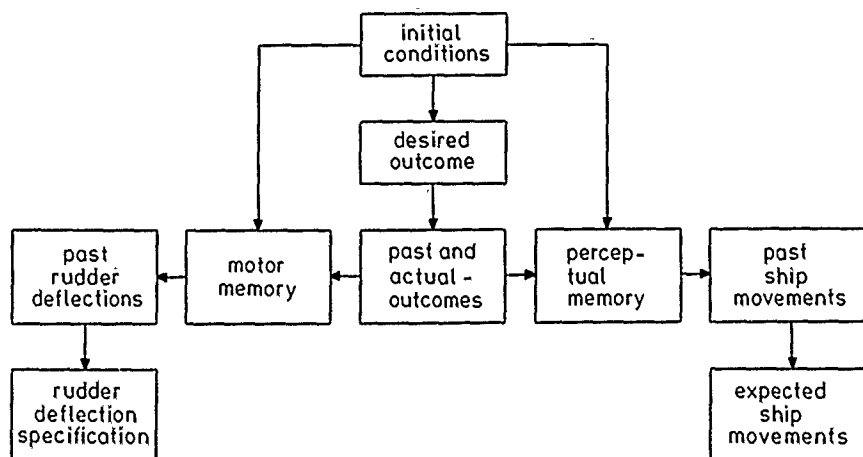 initial
conditions
desired
outcome
past
rudder
deflections
motor
memory
past and
actual-
outcomes
percep-
tual
memory
past
ship
movements
rudder
deflection
specification
expected
ship
movements